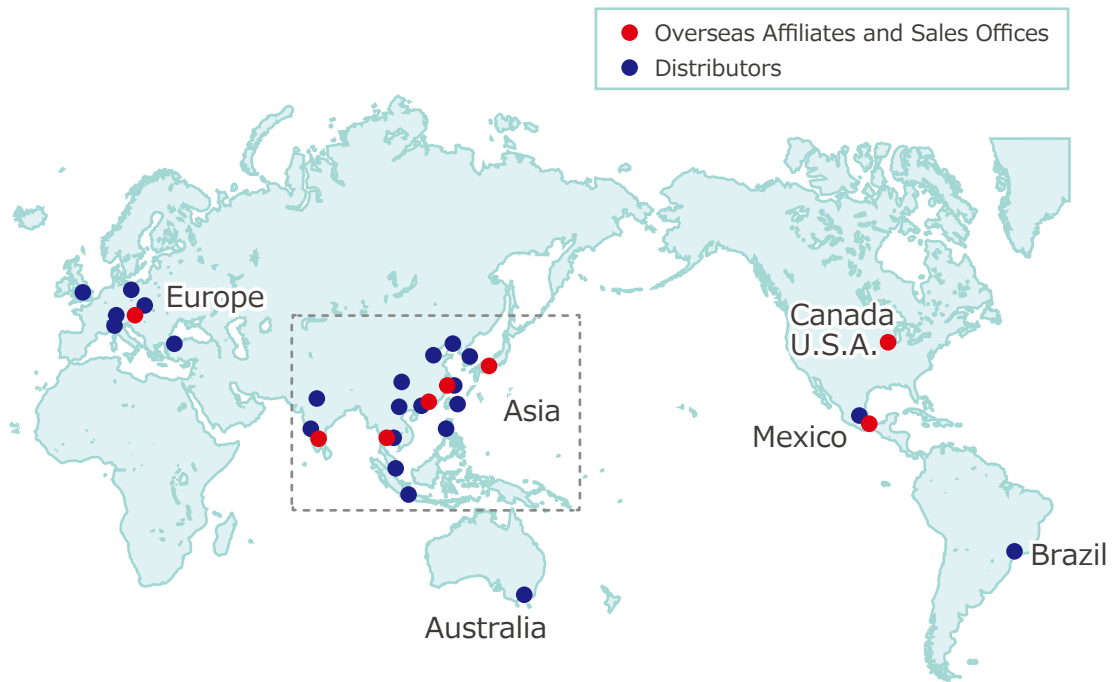 Overseas Affiliates and Sales Offices
Distributors
Europe
Canada
U.S.A.
Asia
Mexico
Brazil
Australia